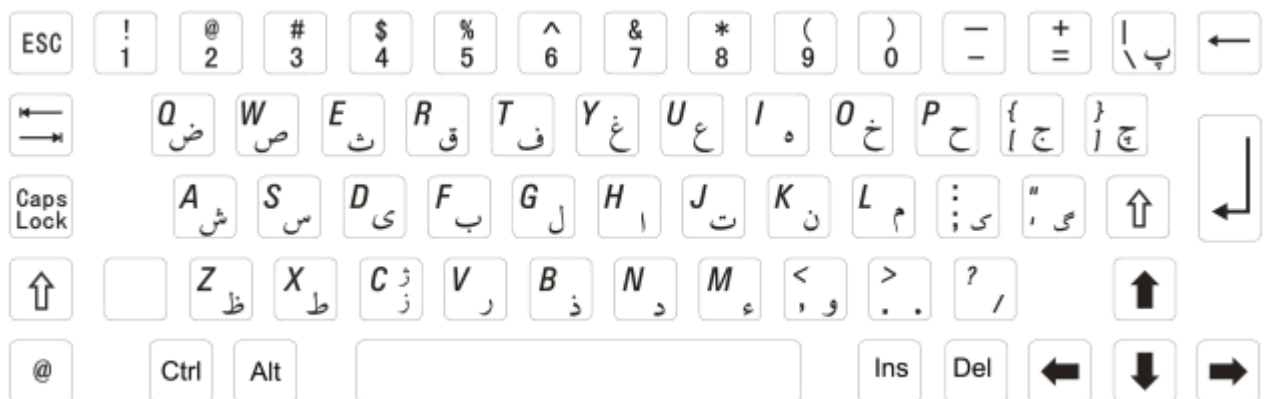 ESC ! 1 @ 2 # 3 $ 4 % 5 ^ 6 & 7 * 8 ( 9 ) 0 — – + = | \ پ ←
Q ض W ص E ث R ق T ف Y غ U ع I ه O خ P ح { [ ج } ] چ
Caps Lock A ش S س D ی F ب G ل H ا J ت K ن L م : ; ک " ' گ
Z ظ X ط C ژ ز V ر B ذ N د M ء < , و > . . ? /
@ Ctrl Alt Ins Del